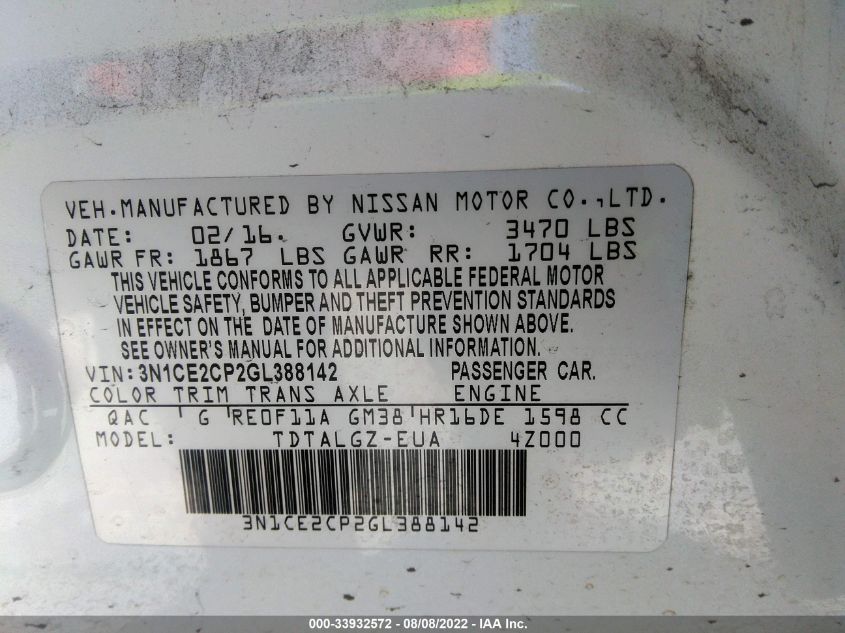 VEH.MANUFACTURED BY NISSAN MOTOR CO.,LTD.
DATE: 02/16. GVWR: 3470 LBS
GAWR FR: 1867 LBS GAWR RR: 1704 LBS
THIS VEHICLE CONFORMS TO ALL APPLICABLE FEDERAL MOTOR
VEHICLE SAFETY, BUMPER AND THEFT PREVENTION STANDARDS
IN EFFECT ON THE DATE OF MANUFACTURE SHOWN ABOVE.
SEE OWNER'S MANUAL FOR ADDITIONAL INFORMATION.
VIN:3N1CE2CP2GL388142 PASSENGER CAR.
COLOR TRIM TRANS AXLE ENGINE
QAC G RE0F11A GM38 HR16DE 1598 CC
MODEL: TDTALGZ-EUA 4Z000
3N1CE2CP2GL388142
000-33932572 - 08/08/2022 - IAA Inc.